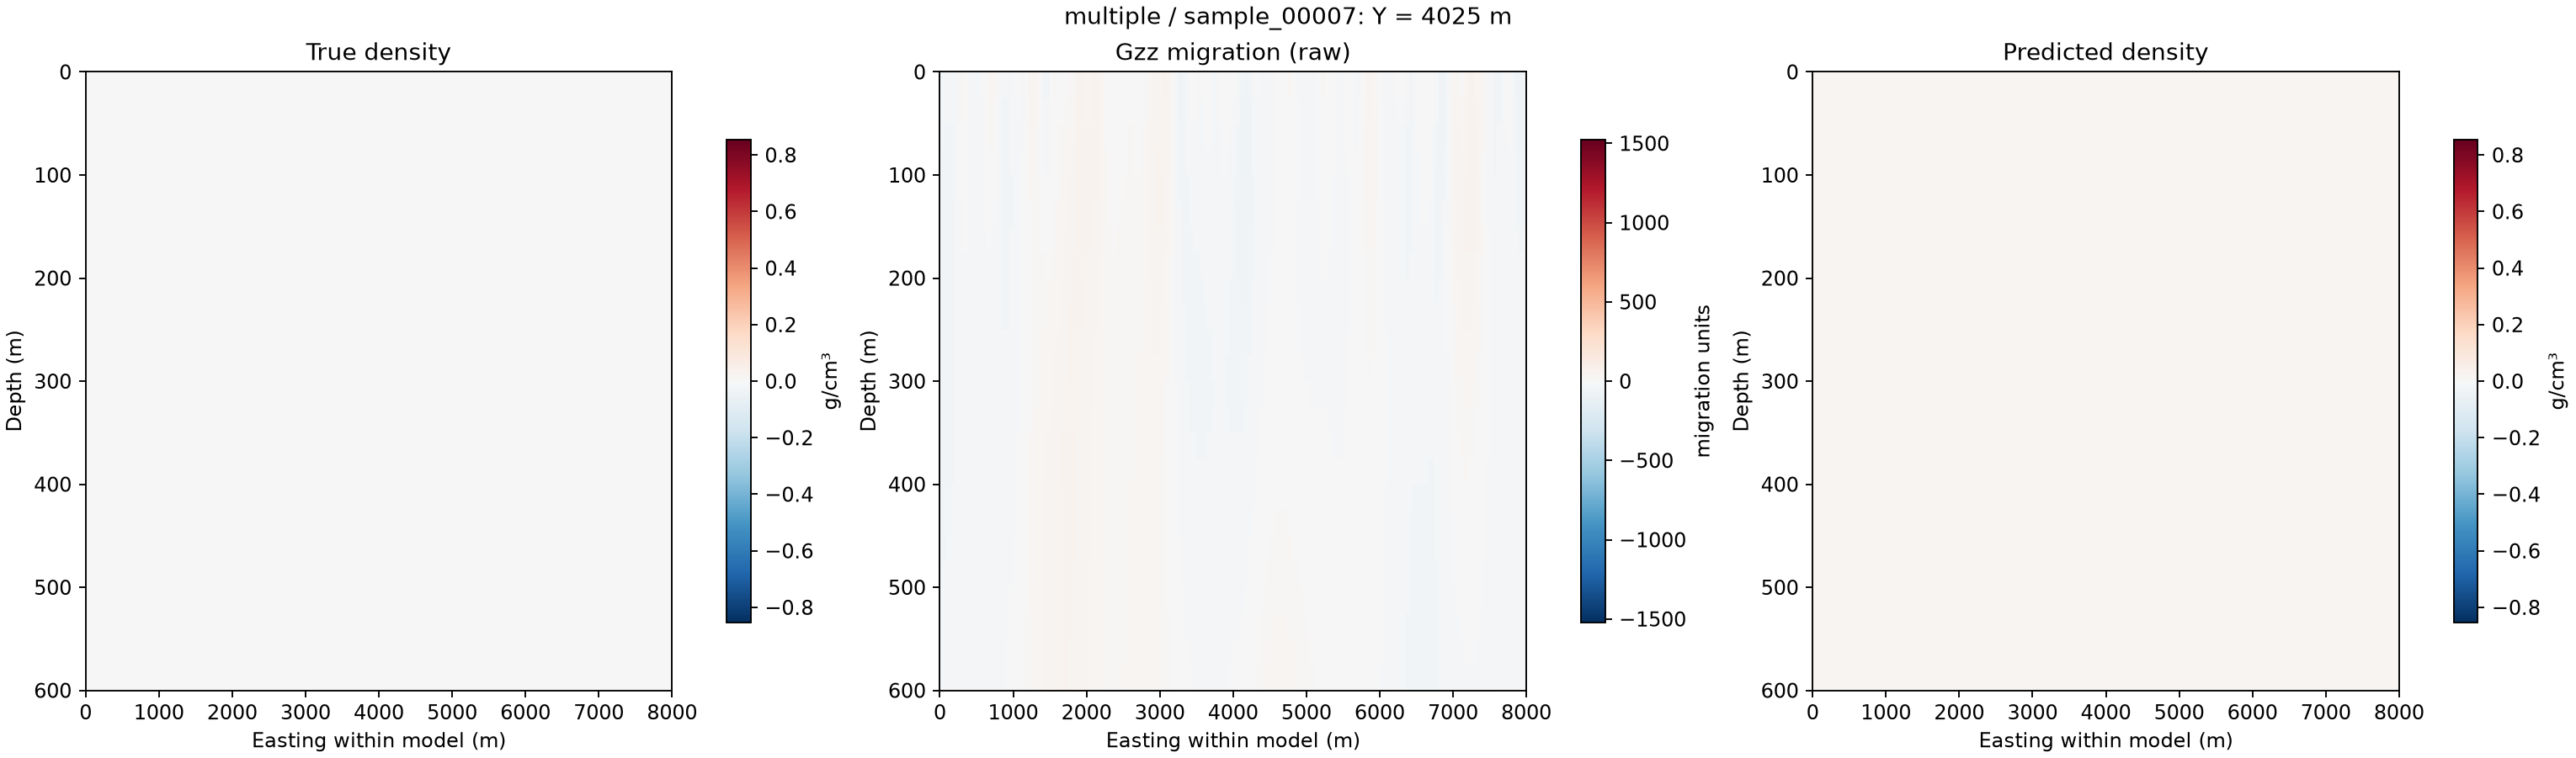 multiple / sample_00007: Y = 4025 m
True density
0
100
200
300
400
500
600
Depth (m)
0 1000 2000 3000 4000 5000 6000 7000 8000
Easting within model (m)
0.8
0.6
0.4
0.2
0.0
−0.2
−0.4
−0.6
−0.8
g/cm³
Gzz migration (raw)
0
100
200
300
400
500
600
Depth (m)
0 1000 2000 3000 4000 5000 6000 7000 8000
Easting within model (m)
1500
1000
500
0
−500
−1000
−1500
migration units
Predicted density
0
100
200
300
400
500
600
Depth (m)
0 1000 2000 3000 4000 5000 6000 7000 8000
Easting within model (m)
0.8
0.6
0.4
0.2
0.0
−0.2
−0.4
−0.6
−0.8
g/cm³